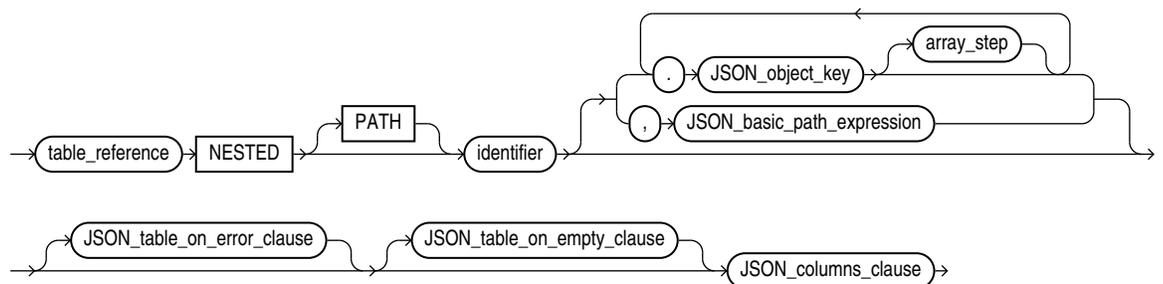 array_step
. JSON_object_key
PATH
, JSON_basic_path_expression
table_reference NESTED identifier
JSON_table_on_error_clause JSON_table_on_empty_clause
JSON_columns_clause